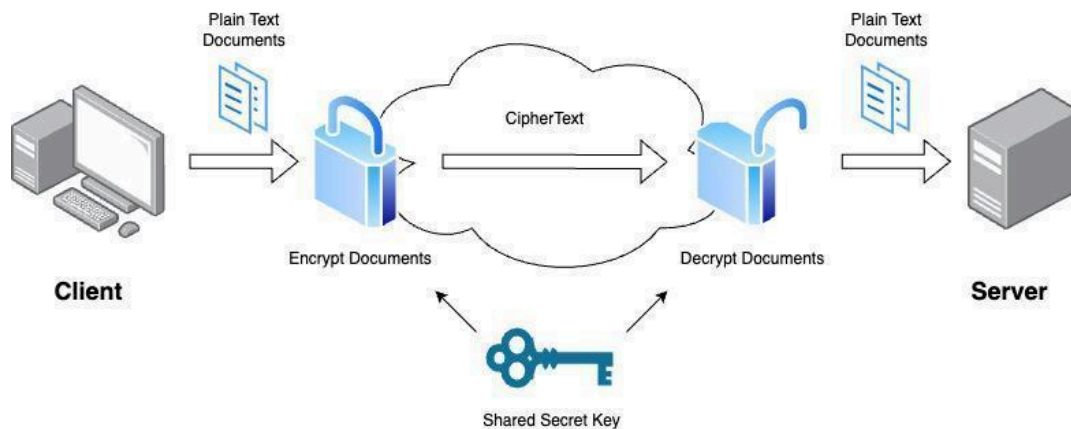 Plain Text
Documents
Plain Text
Documents
CipherText
Encrypt Documents
Decrypt Documents
Client
Server
Shared Secret Key